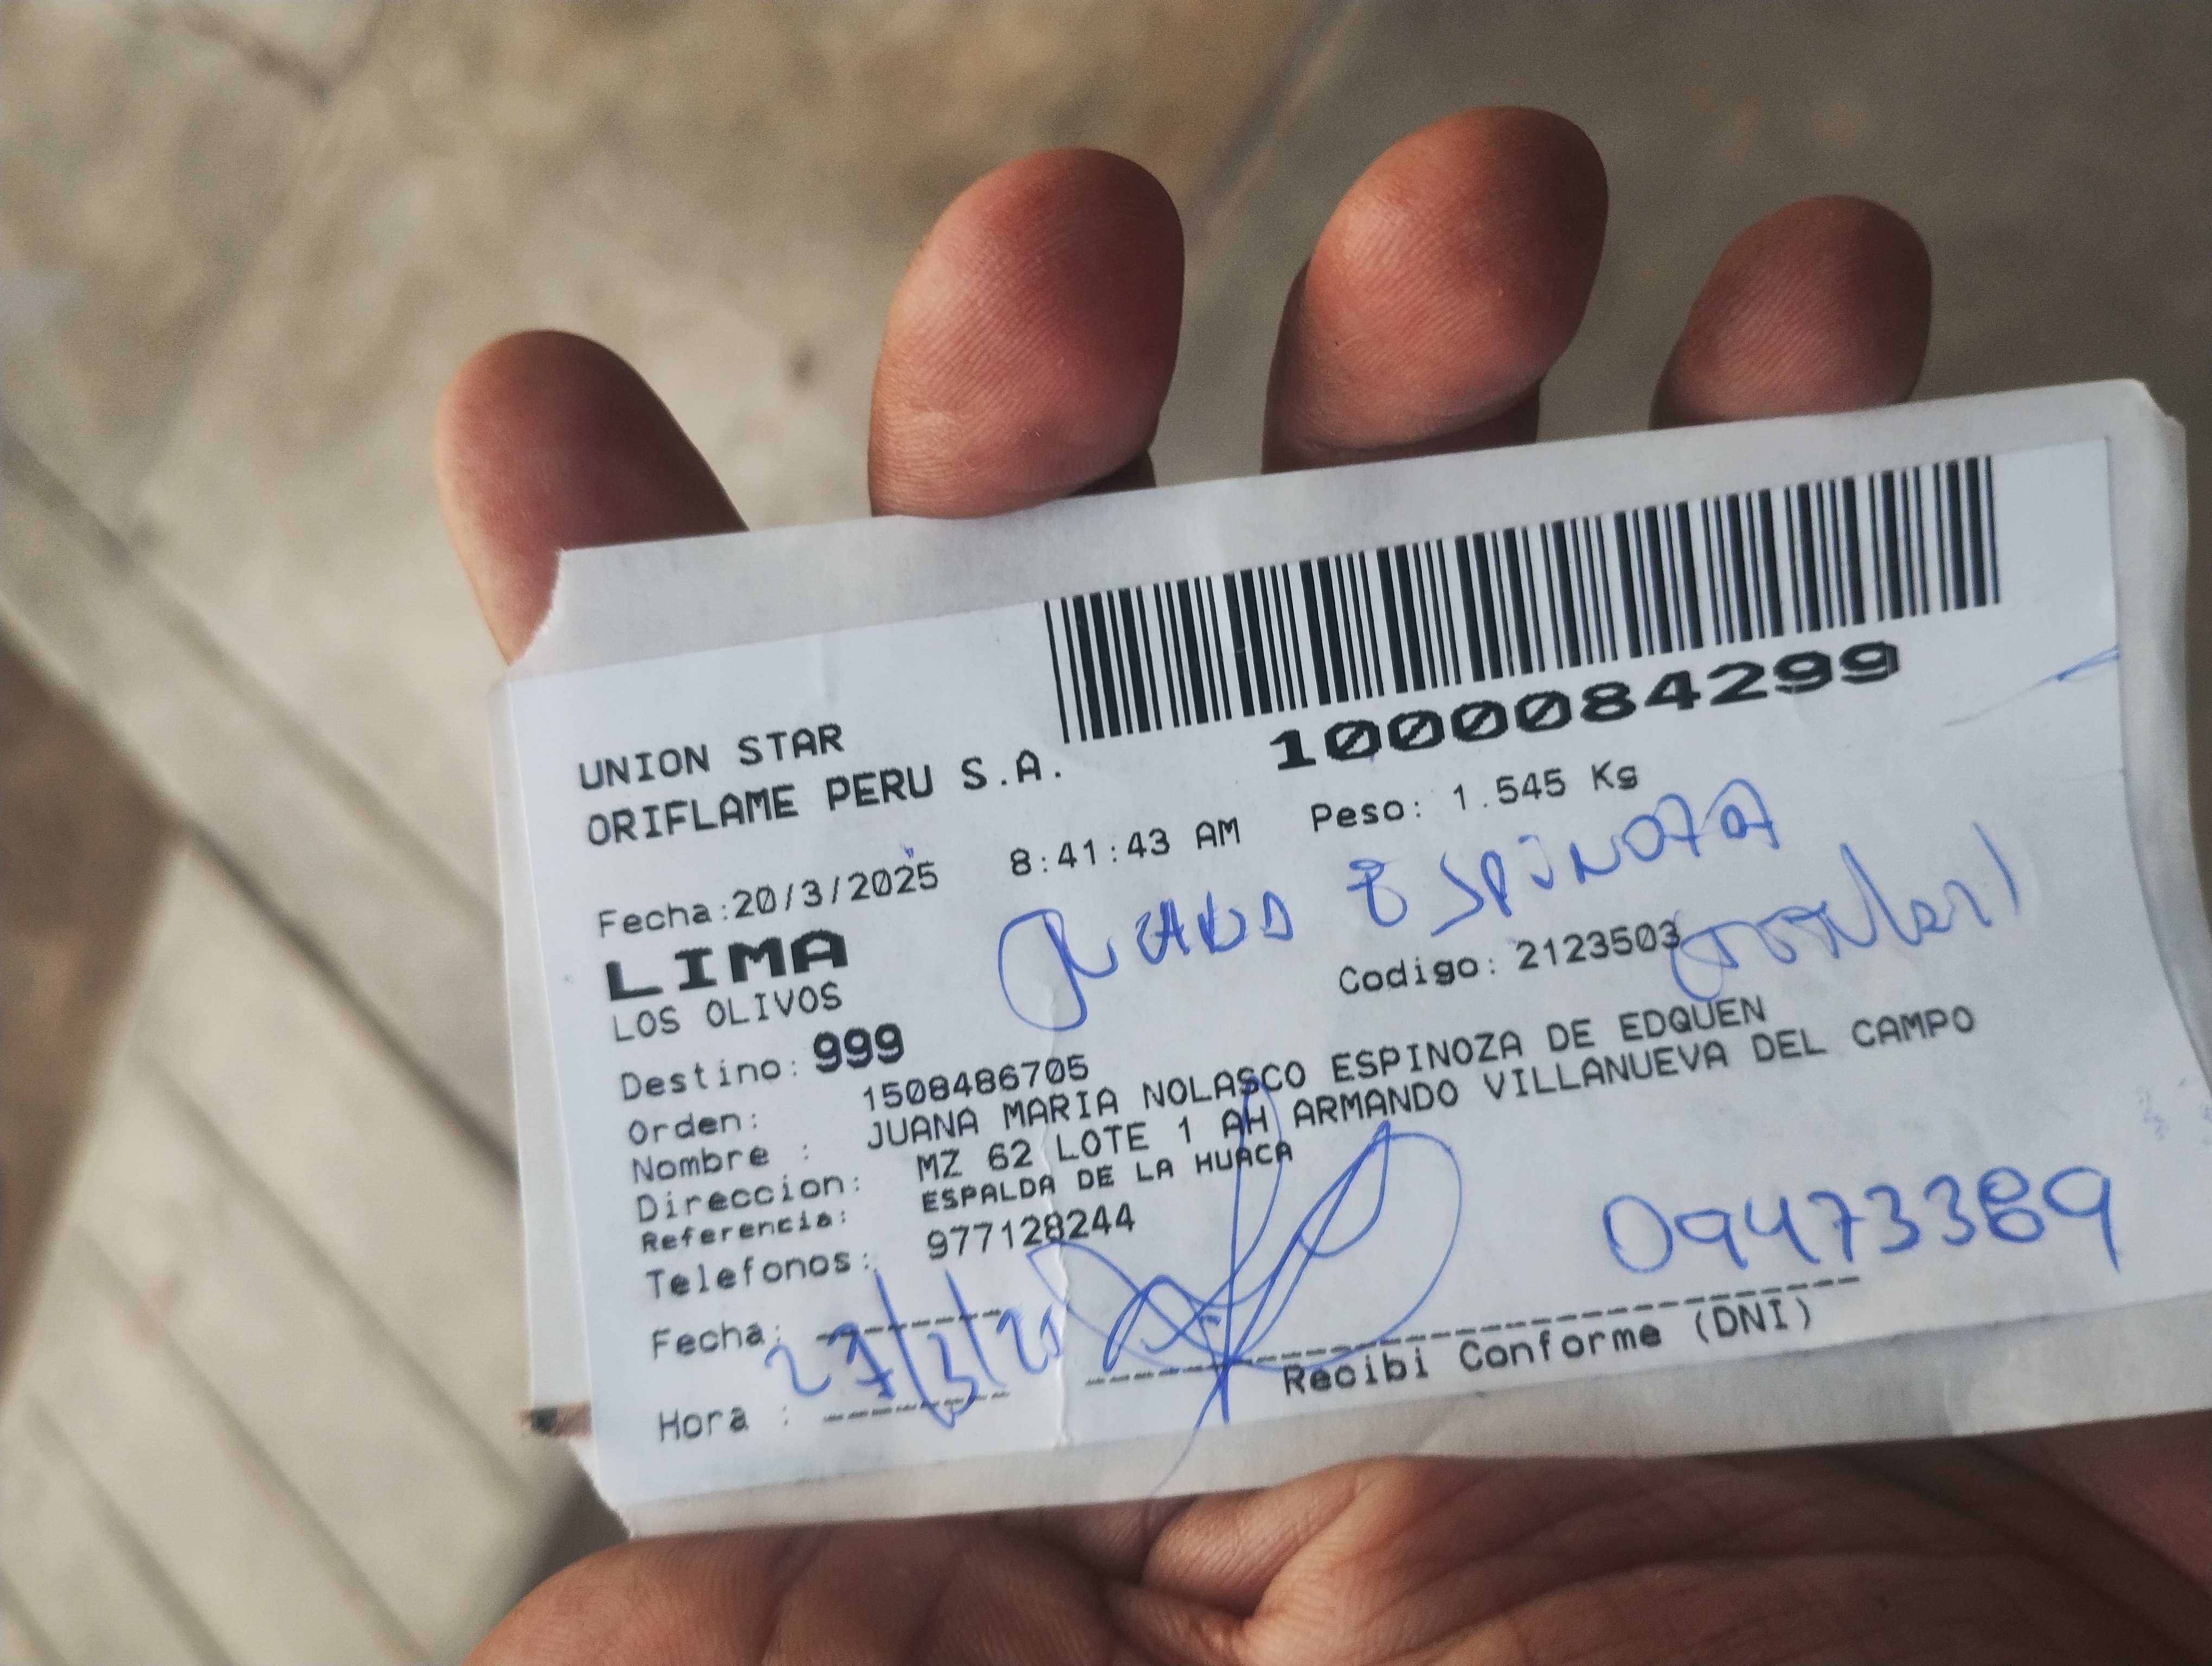 1000084299
UNION STAR
ORIFLAME PERU S.A.
Peso: 1.545 Kg
Fecha:20/3/2025 8:41:43 AM
ESPINOZA
LIMA
LOS OLIVOS
Codigo: 2123503
Destino: 999
Orden: 1508486705
Nombre : JUANA MARIA NOLASCO ESPINOZA DE EDQUEN
Direccion: MZ 62 LOTE 1 AH ARMANDO VILLANUEVA DEL CAMPO
Referencia: ESPALDA DE LA HUACA
Telefonos: 977128244
09473389
Fecha:
Recibi Conforme (DNI)
Hora :